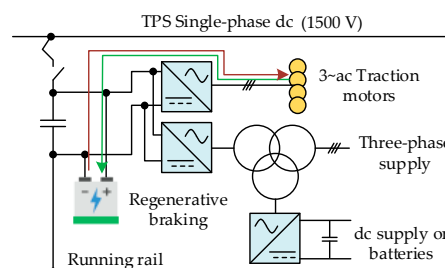 TPS Single-phase dc (1500 V)
3~ac Traction
motors
Three-phase
supply
Regenerative
braking
dc supply or
batteries
Running rail